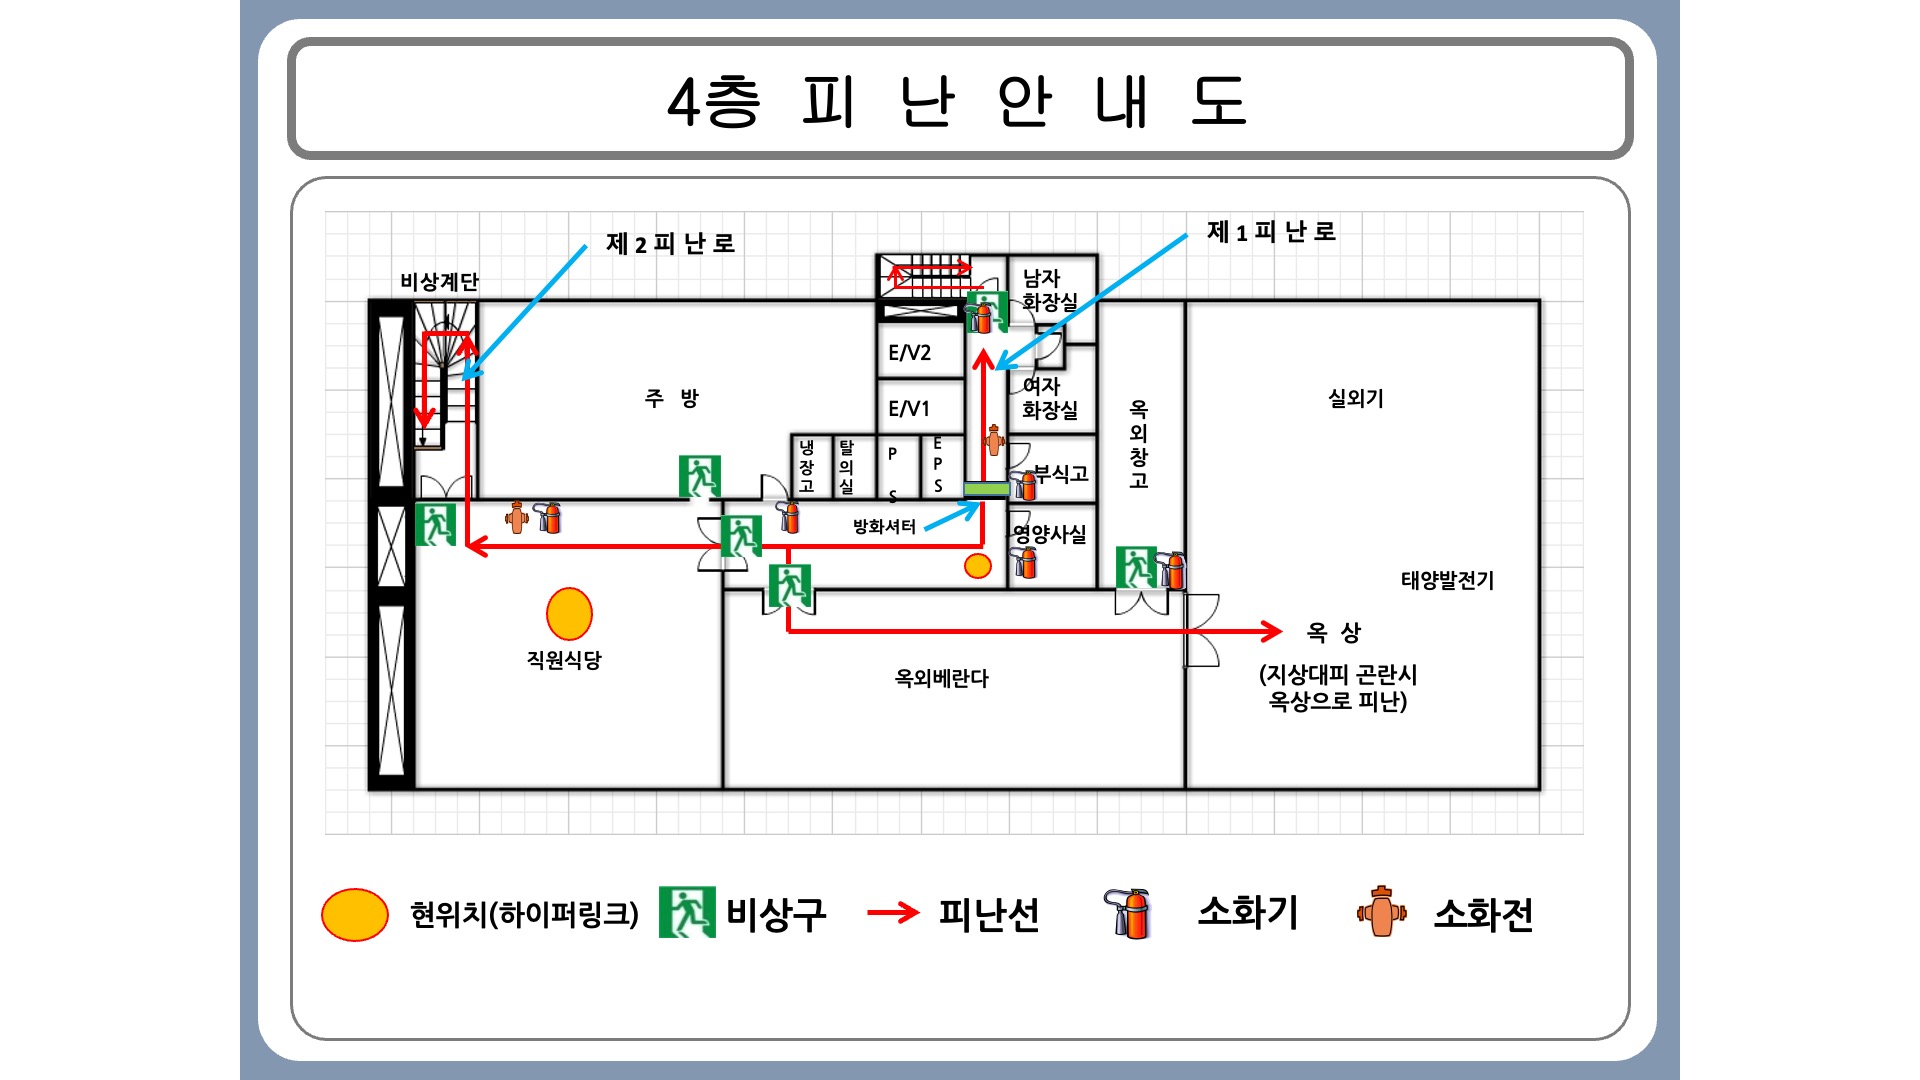 4층 피 난 안 내 도
제 2 피 난 로
제 1 피 난 로
비상계단
남자
화장실
E/V2
주 방
E/V1
여자
화장실
옥
외
창
고
실외기
냉
장
고
탈
의
실
P
S
E
P
S
부식고
방화셔터
영양사실
태양발전기
옥 상
(지상대피 곤란시
옥상으로 피난)
직원식당
옥외베란다
현위치(하이퍼링크)
비상구
피난선
소화기
소화전